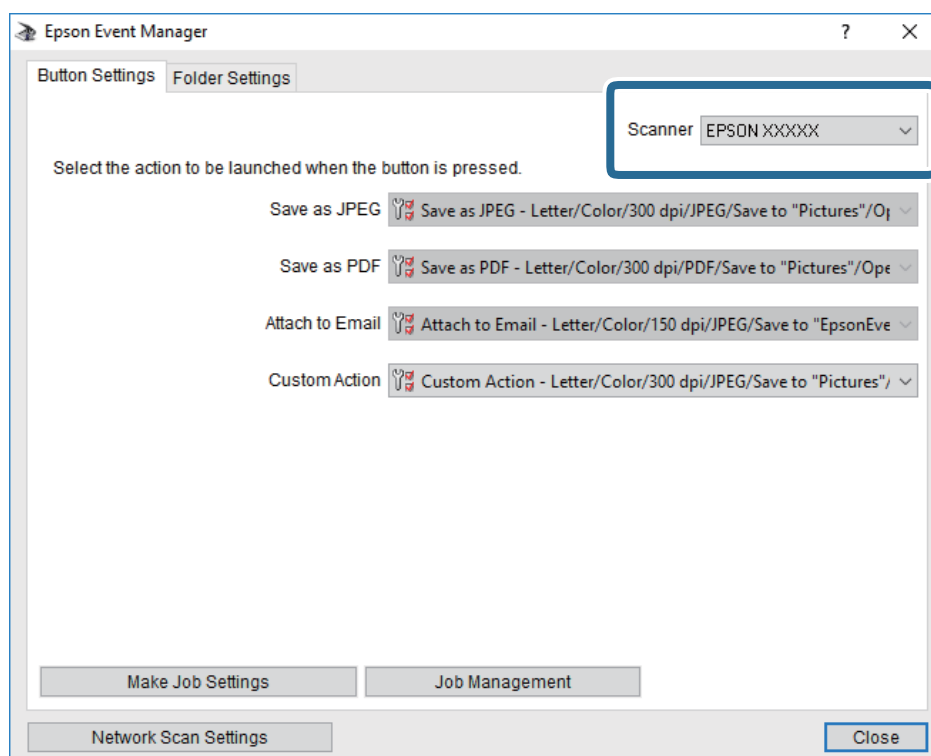 Epson Event Manager
Button Settings Folder Settings
Scanner EPSON XXXXX
Select the action to be launched when the button is pressed.
Save as JPEG Save as JPEG - Letter/Color/300 dpi/JPEG/Save to "Pictures"/Op
Save as PDF Save as PDF - Letter/Color/300 dpi/PDF/Save to "Pictures"/Ope
Attach to Email Attach to Email - Letter/Color/150 dpi/JPEG/Save to "EpsonEve
Custom Action Custom Action - Letter/Color/300 dpi/JPEG/Save to "Pictures"/
Make Job Settings Job Management
Network Scan Settings Close